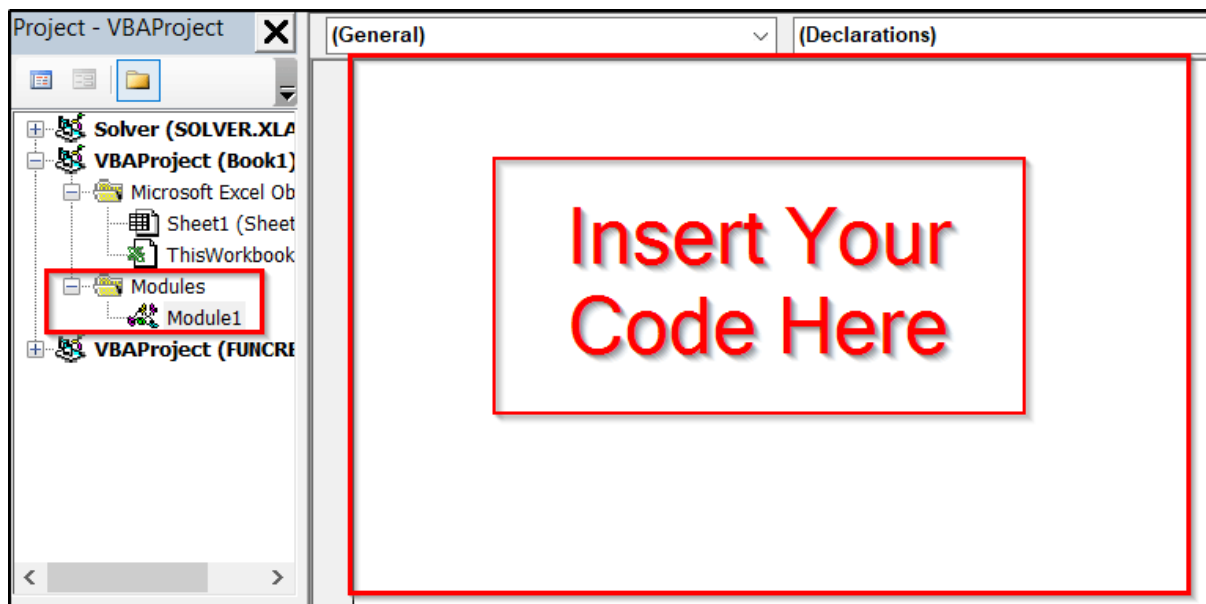 Project - VBAProject
(General)
(Declarations)
Solver (SOLVER.XLA
VBAProject (Book1)
Microsoft Excel Ob
Sheet1 (Sheet
ThisWorkbook
Modules
Module1
VBAProject (FUNCRE
Insert Your
Code Here